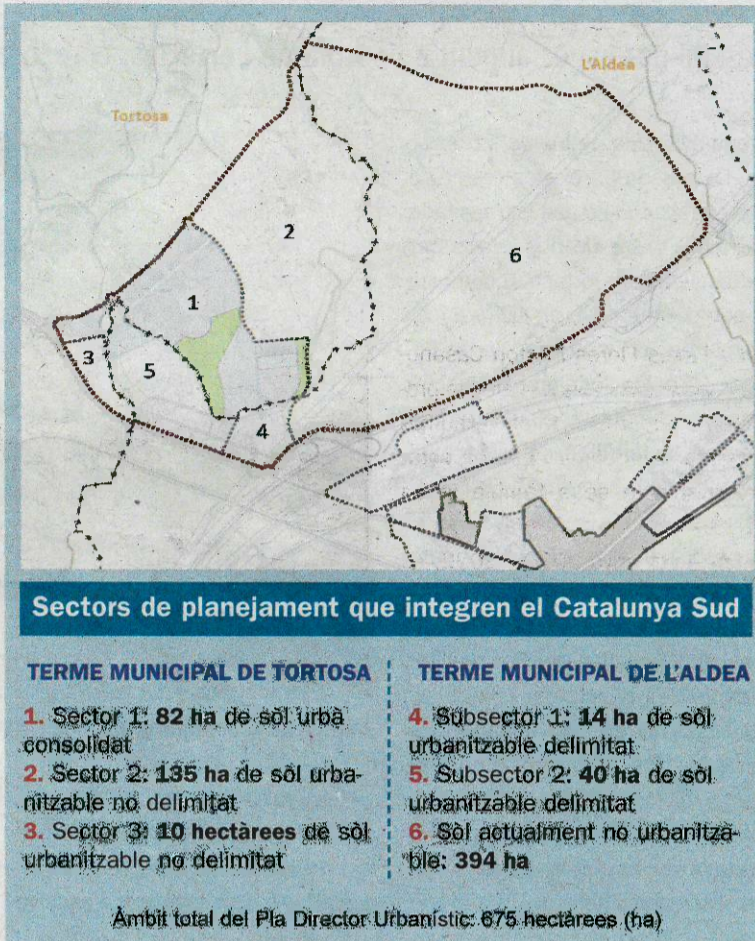 L'Aldea
Tortosa
2
6
1
3
5
4
Sectors de planejament que integren el Catalunya Sud
TERME MUNICIPAL DE TORTOSA
1. Sector 1: 82 ha de sòl urbà
consolidat
2. Sector 2: 135 ha de sòl urba-
nitzable no delimitat
3. Sector 3: 10 hectàrees de sòl
urbanitzable no delimitat
TERME MUNICIPAL DE L'ALDEA
4. Subsector 1: 14 ha de sòl
urbanitzable delimitat
5. Subsector 2: 40 ha de sòl
urbanitzable delimitat
6. Sòl actualment no urbanitza-
ble: 394 ha
Àmbit total del Pla Director Urbanístic: 675 hectàrees (ha)